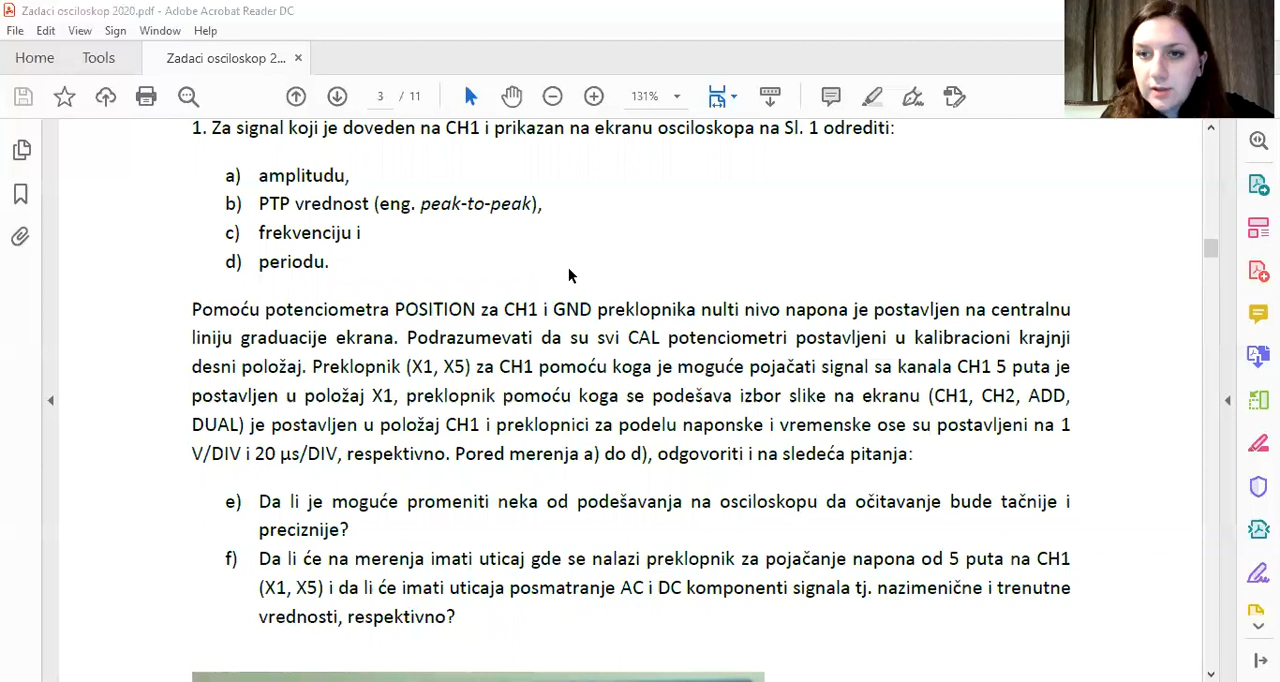 Zadaci osciloskop 2020.pdf - Adobe Acrobat Reader DC
File Edit View Sign Window Help
Home Tools Zadaci osciloskop 2... ×
3 / 11 131%
1. Za signal koji je doveden na CH1 i prikazan na ekranu osciloskopa na Sl. 1 odrediti:
a) amplitudu,
b) PTP vrednost (eng. peak-to-peak),
c) frekvenciju i
d) periodu.
Pomoću potenciometra POSITION za CH1 i GND preklopnika nulti nivo napona je postavljen na centralnu
liniju graduacije ekrana. Podrazumevati da su svi CAL potenciometri postavljeni u kalibracioni krajnji
desni položaj. Preklopnik (X1, X5) za CH1 pomoću koga je moguće pojačati signal sa kanala CH1 5 puta je
postavljen u položaj X1, preklopnik pomoću koga se podešava izbor slike na ekranu (CH1, CH2, ADD,
DUAL) je postavljen u položaj CH1 i preklopnici za podelu naponske i vremenske ose su postavljeni na 1
V/DIV i 20 μs/DIV, respektivno. Pored merenja a) do d), odgovoriti i na sledeća pitanja:
e) Da li je moguće promeniti neka od podešavanja na osciloskopu da očitavanje bude tačnije i
preciznije?
f) Da li će na merenja imati uticaj gde se nalazi preklopnik za pojačanje napona od 5 puta na CH1
(X1, X5) i da li će imati uticaja posmatranje AC i DC komponenti signala tj. nazimenične i trenutne
vrednosti, respektivno?